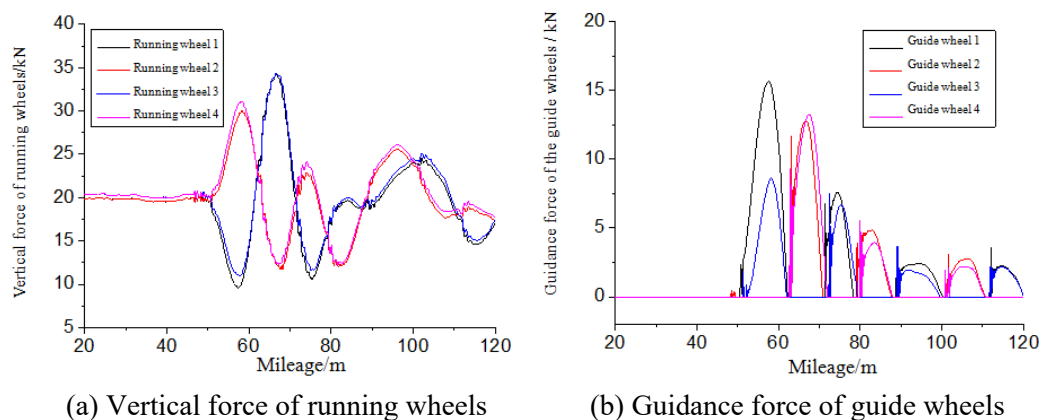 40
35
30
25
20
15
10
5
Vertical force of running wheels/kN
Running wheel 1
Running wheel 2
Running wheel 3
Running wheel 4
20 40 60 80 100 120
Mileage/m
(a) Vertical force of running wheels
20
15
10
5
0
Guidance force of the guide wheels / kN
Guide wheel 1
Guide wheel 2
Guide wheel 3
Guide wheel 4
20 40 60 80 100 120
Mileage/m
(b) Guidance force of guide wheels